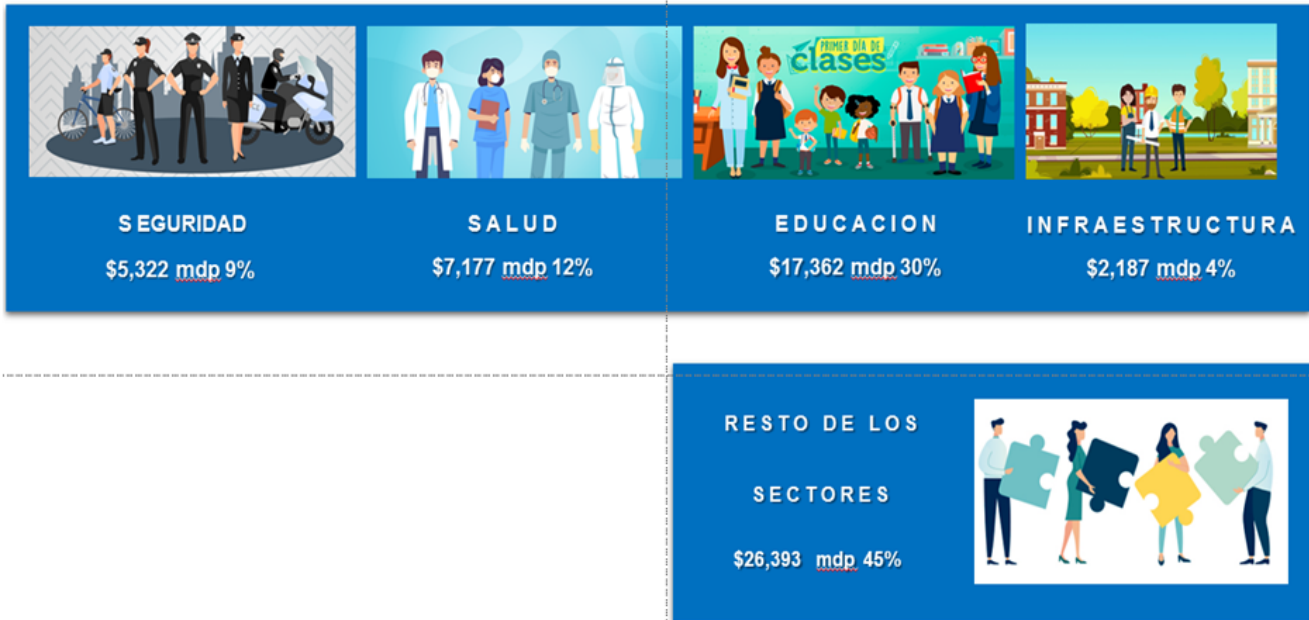 PRIMER DÍA DE
clases
SEGURIDAD
$5,322 mdp 9%
SALUD
$7,177 mdp 12%
EDUCACION
$17,362 mdp 30%
INFRAESTRUCTURA
$2,187 mdp 4%
RESTO DE LOS
SECTORES
$26,393 mdp 45%